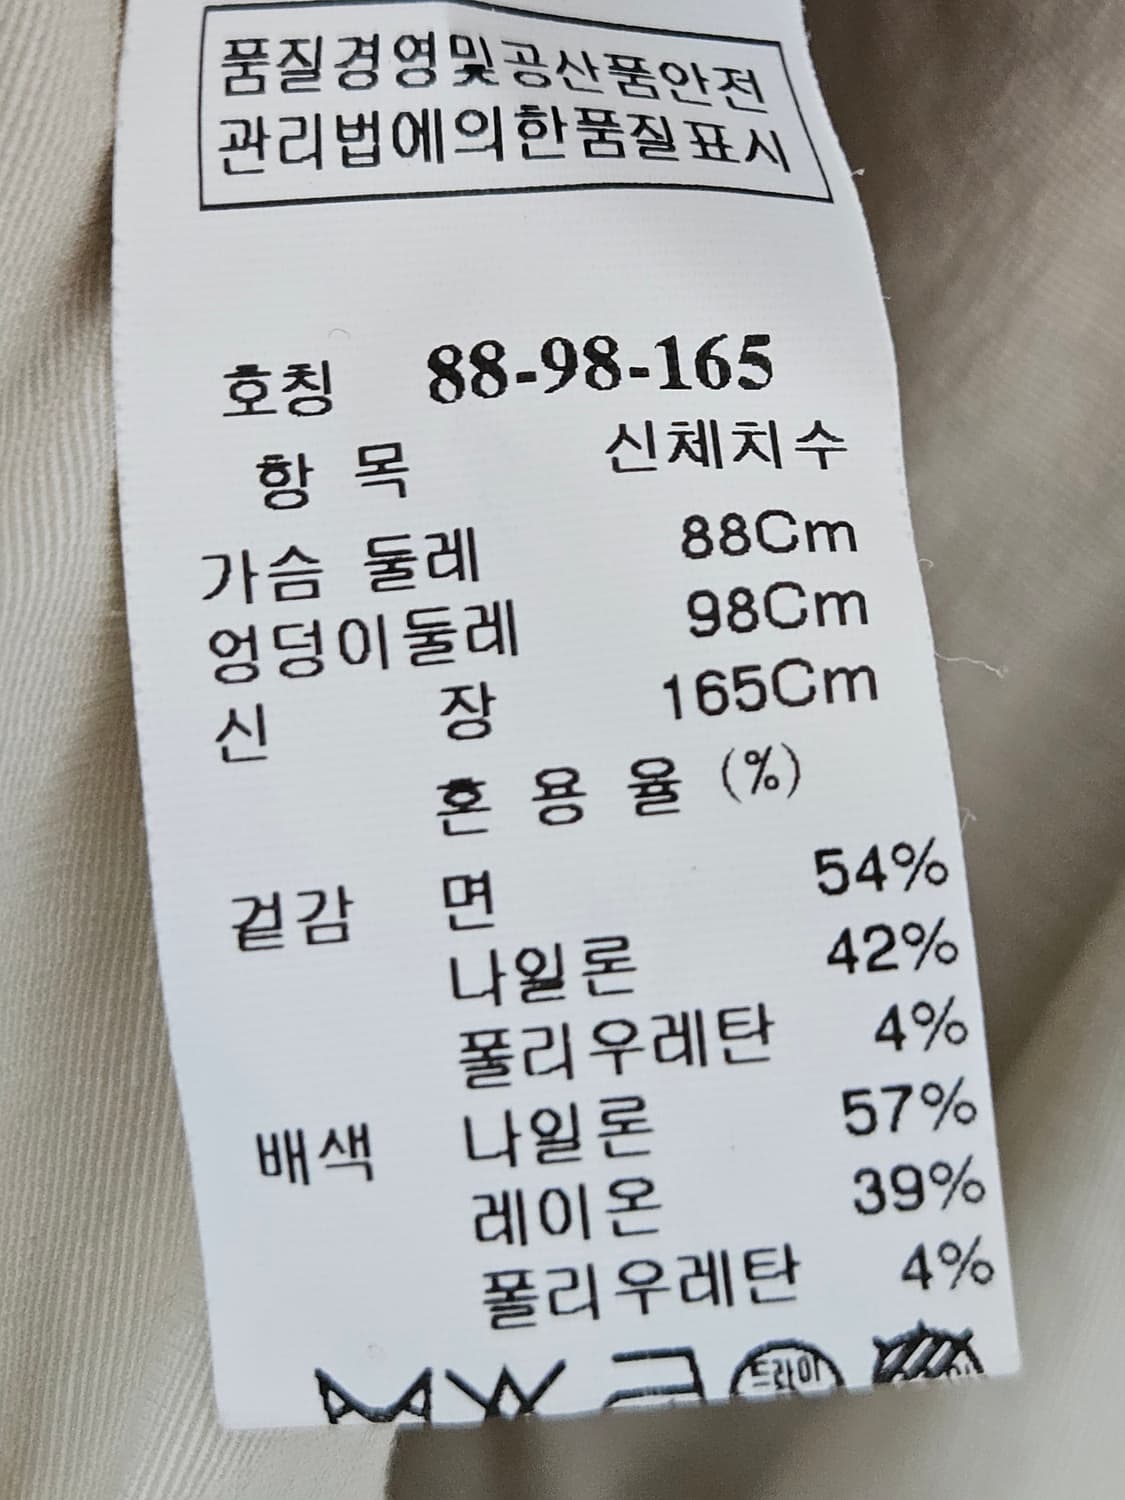 품질경영및공산품안전
관리법에의한품질표시
호칭 88-98-165
항 목 신체치수
가슴 둘레 88Cm
엉덩이둘레 98Cm
신 장 165Cm
혼 용 율 (%)
겉감 면 54%
나일론 42%
폴리우레탄 4%
배색 나일론 57%
레이온 39%
폴리우레탄 4%
드라이